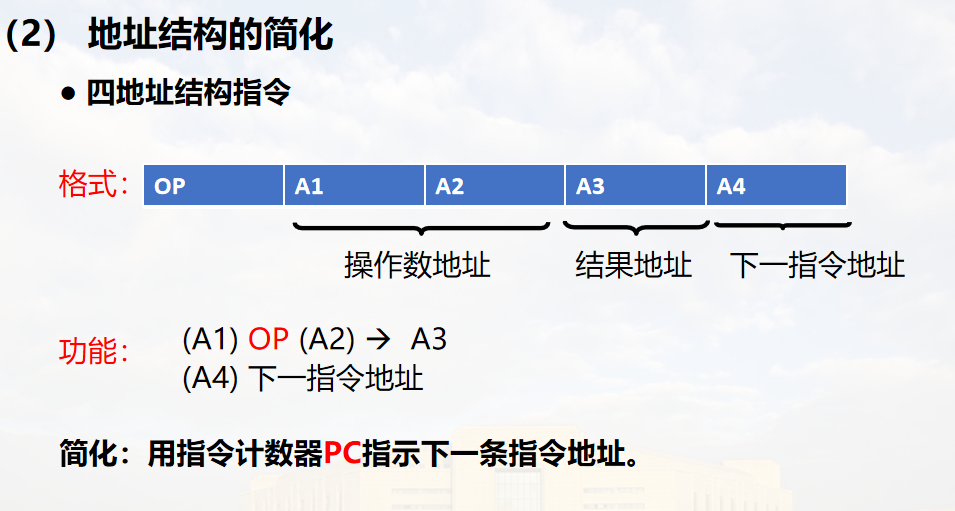 (2) 地址结构的简化
● 四地址结构指令
格式： OP A1 A2 A3 A4
操作数地址 结果地址 下一指令地址
功能： (A1) OP (A2) → A3
(A4) 下一指令地址
简化：用指令计数器PC指示下一条指令地址。